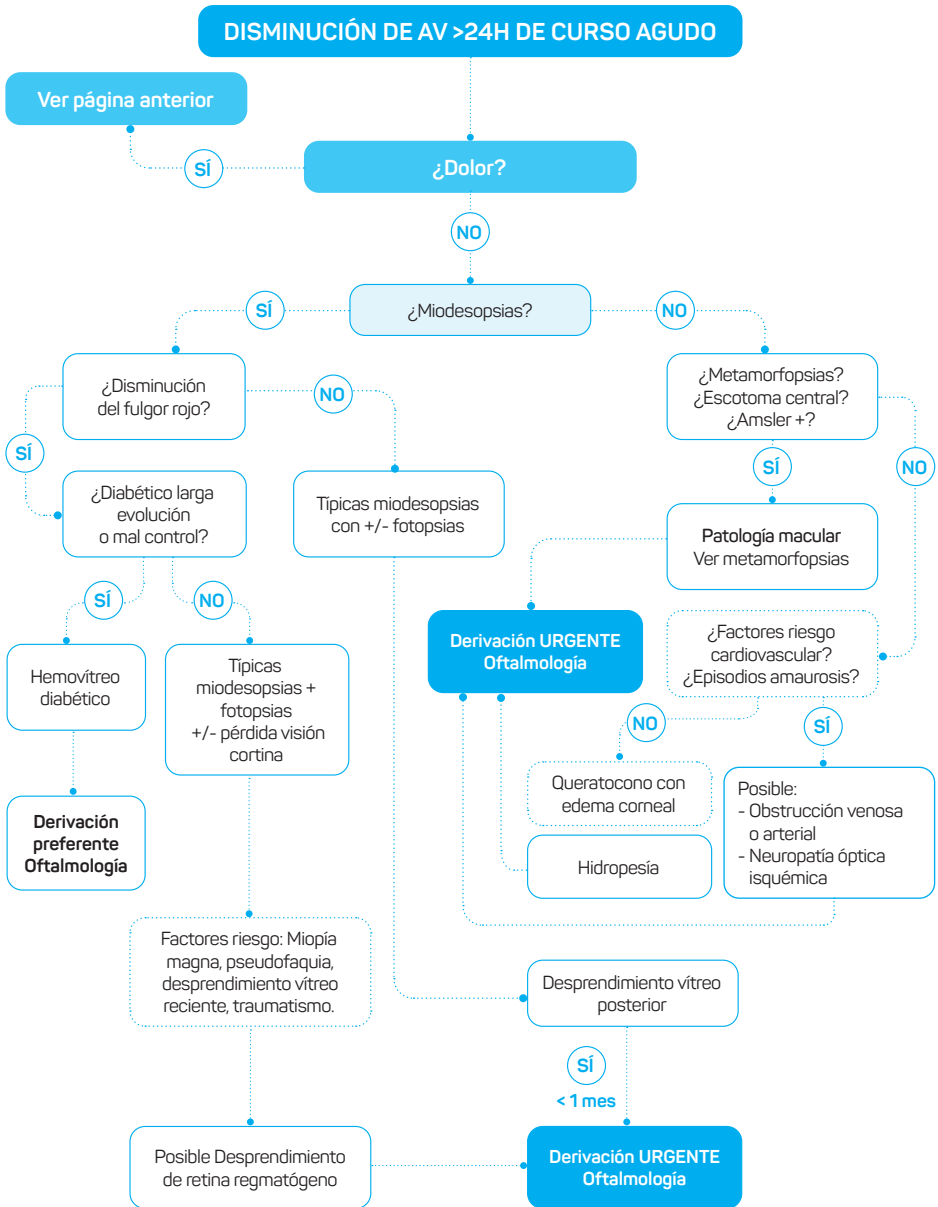 DISMINUCIÓN DE AV >24H DE CURSO AGUDO
Ver página anterior
SÍ
¿Dolor?
NO
SÍ
¿Miodesopsias?
NO
¿Disminución
del fulgor rojo?
NO
¿Metamorfopsias?
¿Escotoma central?
¿Amsler +?
SÍ
SÍ
NO
¿Diabético larga
evolución
o mal control?
Típicas miodesopsias
con +/- fotopsias
Patología macular
Ver metamorfopsias
SÍ
NO
Derivación URGENTE
Oftalmología
¿Factores riesgo
cardiovascular?
¿Episodios amaurosis?
Hemovítreo
diabético
Típicas
miodesopsias +
fotopsias
+/- pérdida visión
cortina
NO
SÍ
Queratocono con
edema corneal
Posible:
- Obstrucción venosa
o arterial
- Neuropatía óptica
isquémica
Derivación
preferente
Oftalmología
Hidropesía
Factores riesgo: Miopía
magna, pseudofaquia,
desprendimiento vítreo
reciente, traumatismo.
Desprendimiento vítreo
posterior
SÍ
< 1 mes
Posible Desprendimiento
de retina regmatógeno
Derivación URGENTE
Oftalmología